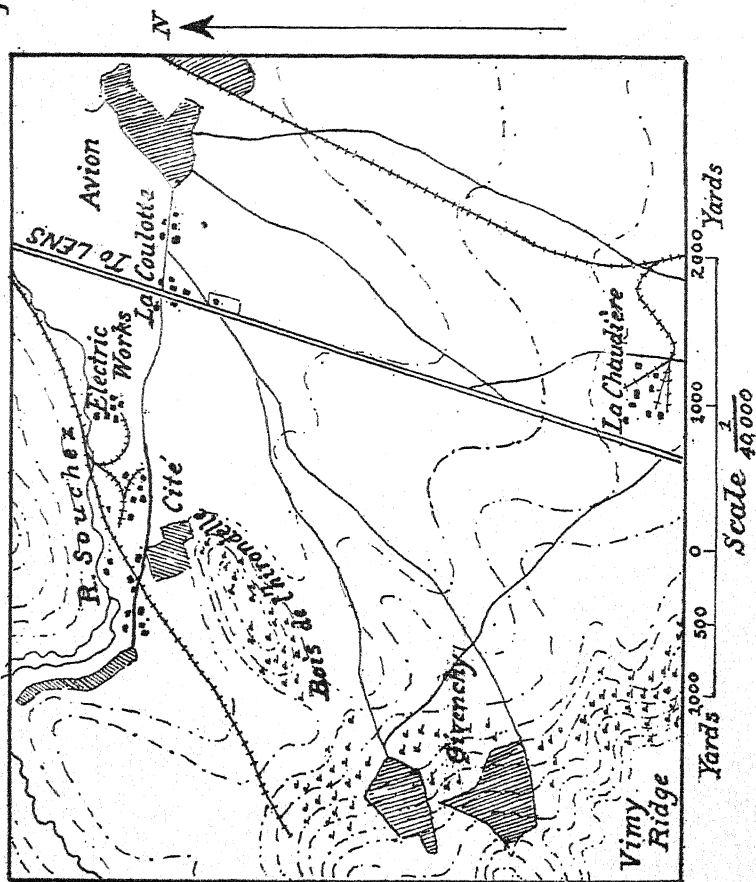 N
Avion
To LENS
La Coulotte
Electric
Works
R. Souchez
Cité
Bois de l'hirondelle
Givenchy
La Chaudière
Vimy
Ridge
Yards 1000 500 0 1000 2000 Yards
Scale 1/40,000